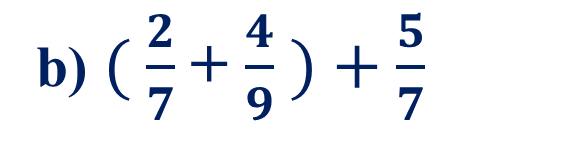 b) ( 2/7 + 4/9 ) + 5/7